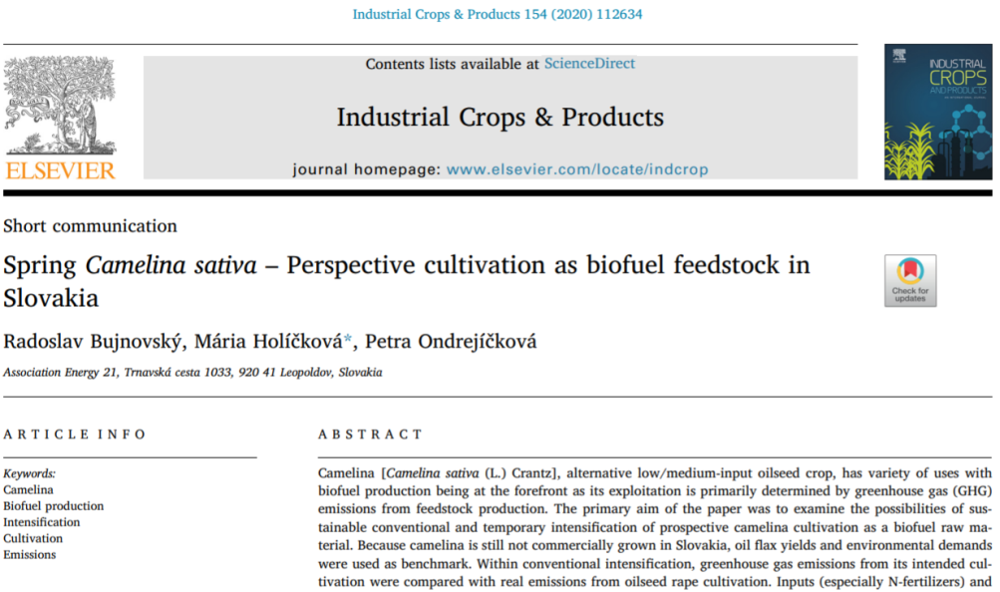 Industrial Crops & Products 154 (2020) 112634
Contents lists available at ScienceDirect
Industrial Crops & Products
journal homepage: www.elsevier.com/locate/indcrop
ELSEVIER
INDUSTRIAL
CROPS
AND PRODUCTS
Short communication
Spring Camelina sativa – Perspective cultivation as biofuel feedstock in
Slovakia
Check for
updates
Radoslav Bujnovský, Mária Holíčková*, Petra Ondrejíčková
Association Energy 21, Trnavská cesta 1033, 920 41 Leopoldov, Slovakia
ARTICLE INFO
Keywords:
Camelina
Biofuel production
Intensification
Cultivation
Emissions
ABSTRACT
Camelina [Camelina sativa (L.) Crantz], alternative low/medium-input oilseed crop, has variety of uses with
biofuel production being at the forefront as its exploitation is primarily determined by greenhouse gas (GHG)
emissions from feedstock production. The primary aim of the paper was to examine the possibilities of sus-
tainable conventional and temporary intensification of prospective camelina cultivation as a biofuel raw ma-
terial. Because camelina is still not commercially grown in Slovakia, oil flax yields and environmental demands
were used as benchmark. Within conventional intensification, greenhouse gas emissions from its intended cul-
tivation were compared with real emissions from oilseed rape cultivation. Inputs (especially N-fertilizers) and